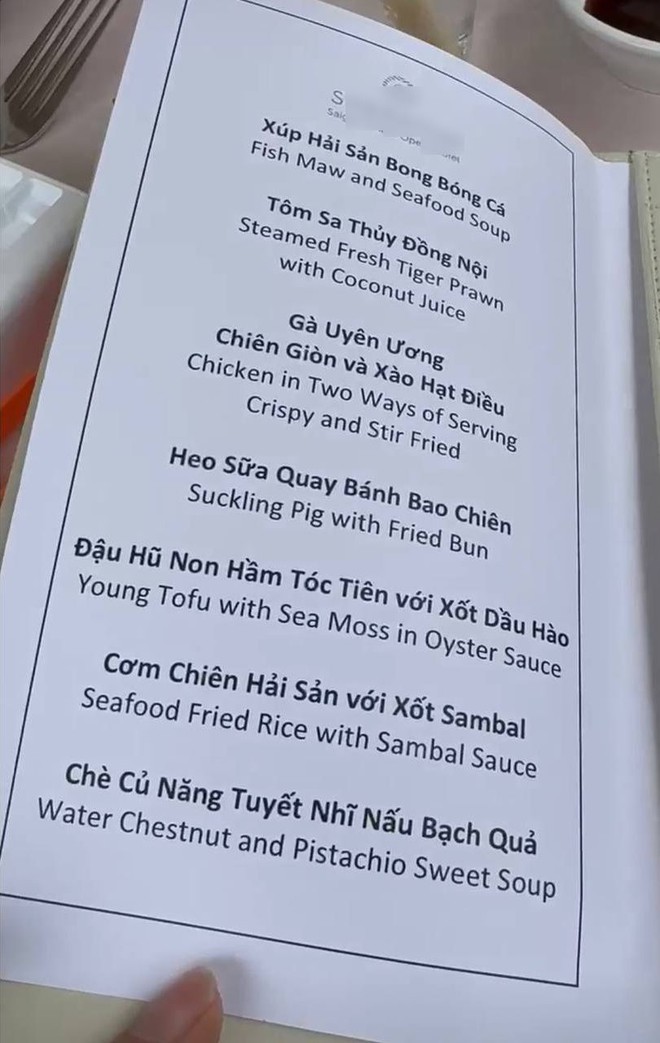 S
Xúp Hải Sản Bong Bóng Cá
Fish Maw and Seafood Soup
Tôm Sa Thủy Đồng Nội
Steamed Fresh Tiger Prawn
with Coconut Juice
Gà Uyên Ương
Chiên Giòn và Xào Hạt Điều
Chicken in Two Ways of Serving
Crispy and Stir Fried
Heo Sữa Quay Bánh Bao Chiên
Suckling Pig with Fried Bun
Đậu Hũ Non Hầm Tóc Tiên với Xốt Dầu Hào
Young Tofu with Sea Moss in Oyster Sauce
Cơm Chiên Hải Sản với Xốt Sambal
Seafood Fried Rice with Sambal Sauce
Chè Củ Năng Tuyết Nhĩ Nấu Bạch Quả
Water Chestnut and Pistachio Sweet Soup